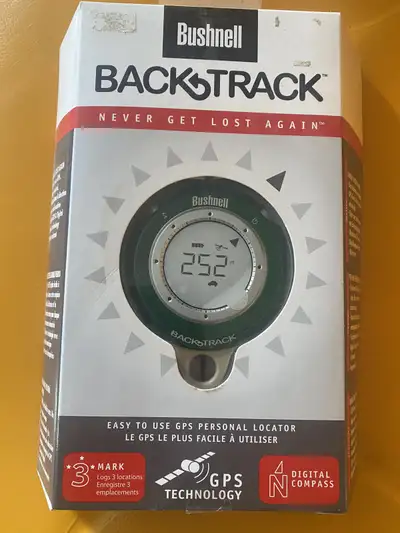 Bushnell
BACKTRACK™
NEVER GET LOST AGAIN™
Bushnell
252
BACKTRACK
EASY TO USE GPS PERSONAL LOCATOR
LE GPS LE PLUS FACILE À UTILISER
3 MARK
Logs 3 locations
Enregistre 3
emplacements
GPS
TECHNOLOGY
N DIGITAL
COMPASS